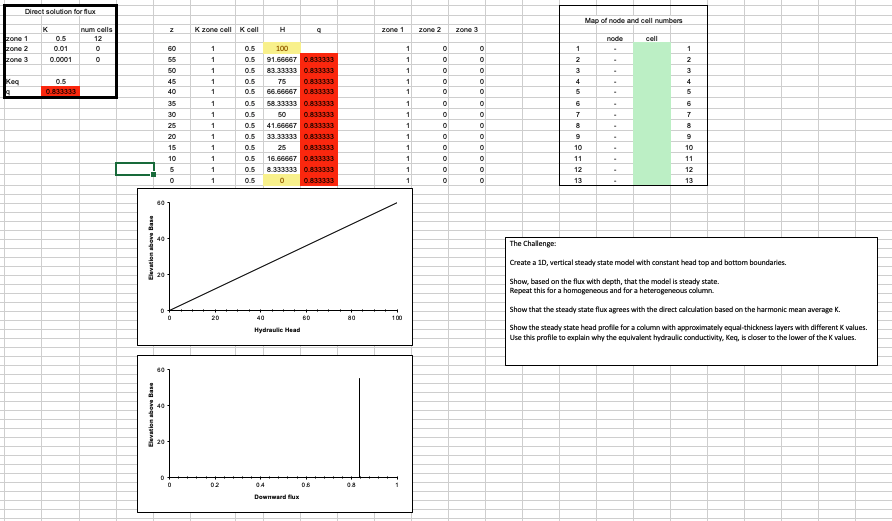 Direct solution for flux
K num cells
zone 1 0.5 12
zone 2 0.01 0
zone 3 0.0001 0
Keq 0.5
q 0.833333
z K zone cell K cell H q zone 1 zone 2 zone 3
60 1 0.5 100 1 0 0
55 1 0.5 91.66667 0.833333 1 0 0
50 1 0.5 83.33333 0.833333 1 0 0
45 1 0.5 75 0.833333 1 0 0
40 1 0.5 66.66667 0.833333 1 0 0
35 1 0.5 58.33333 0.833333 1 0 0
30 1 0.5 50 0.833333 1 0 0
25 1 0.5 41.66667 0.833333 1 0 0
20 1 0.5 33.33333 0.833333 1 0 0
15 1 0.5 25 0.833333 1 0 0
10 1 0.5 16.66667 0.833333 1 0 0
5 1 0.5 8.333333 0.833333 1 0 0
0 1 0.5 0 0.833333 1 0 0
Map of node and cell numbers
node cell
1 - 1
2 - 2
3 - 3
4 - 4
5 - 5
6 - 6
7 - 7
8 - 8
9 - 9
10 - 10
11 - 11
12 - 12
13 - 13
Elevation above Base
60
40
20
0
0 20 40 60 80 100
Hydraulic Head
The Challenge:
Create a 1D, vertical steady state model with constant head top and bottom boundaries.
Show, based on the flux with depth, that the model is steady state.
Repeat this for a homogeneous and for a heterogeneous column.
Show that the steady state flux agrees with the direct calculation based on the harmonic mean average K.
Show the steady state head profile for a column with approximately equal-thickness layers with different K values.
Use this profile to explain why the equivalent hydraulic conductivity, Keq, is closer to the lower of the K values.
Elevation above Base
60
40
20
0
0 0.2 0.4 0.6 0.8 1
Downward flux